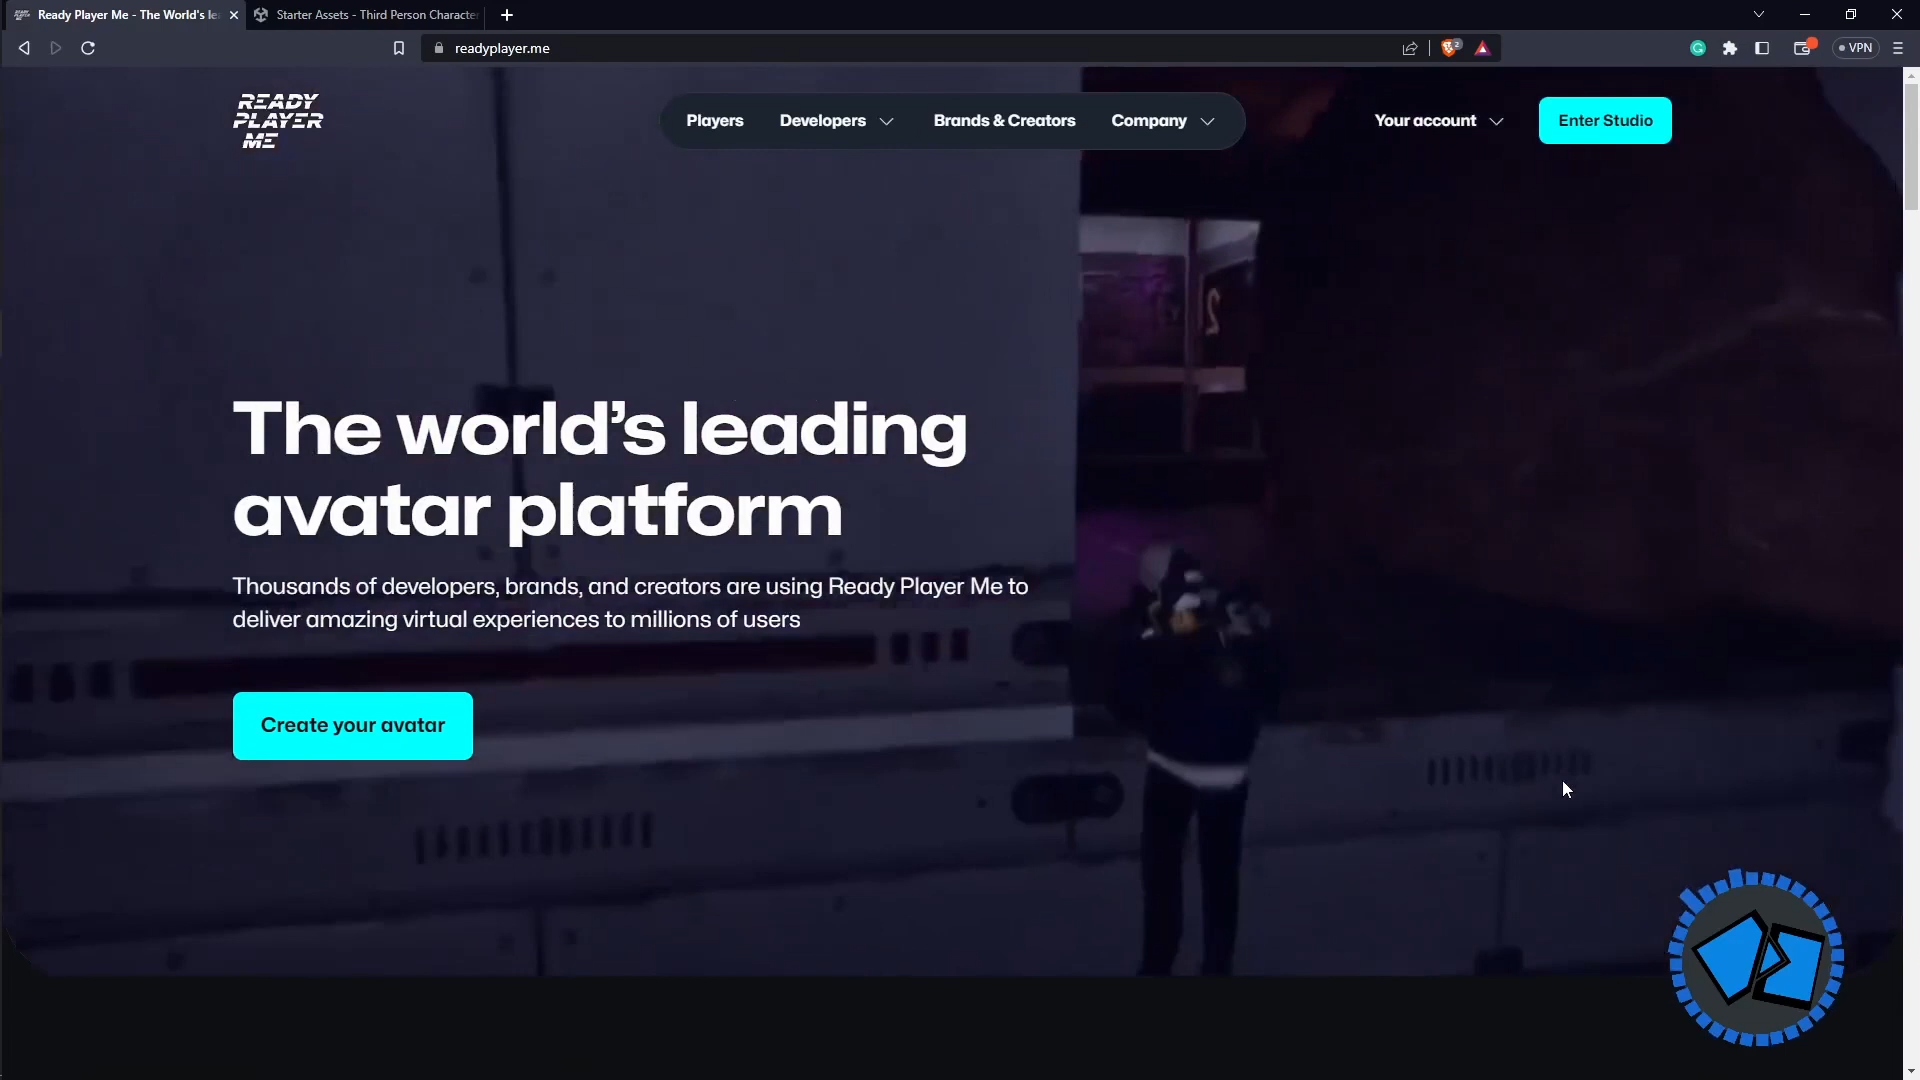 Ready Player Me - The World's le
Starter Assets - Third Person Characte
readyplayer.me
2
VPN
READY
PLAYER
ME
Players
Developers
Brands & Creators
Company
Your account
Enter Studio
The world's leading
avatar platform
Thousands of developers, brands, and creators are using Ready Player Me to
deliver amazing virtual experiences to millions of users
Create your avatar